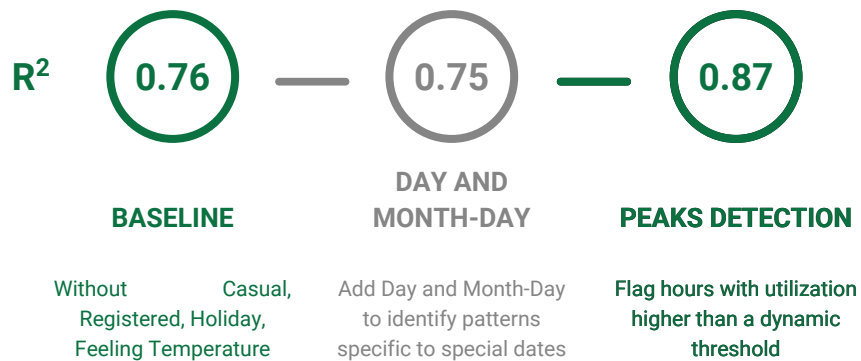 R² 0.76 0.75 0.87
BASELINE
DAY AND
MONTH-DAY
PEAKS DETECTION
Without Casual,
Registered, Holiday,
Feeling Temperature
Add Day and Month-Day
to identify patterns
specific to special dates
Flag hours with utilization
higher than a dynamic
threshold